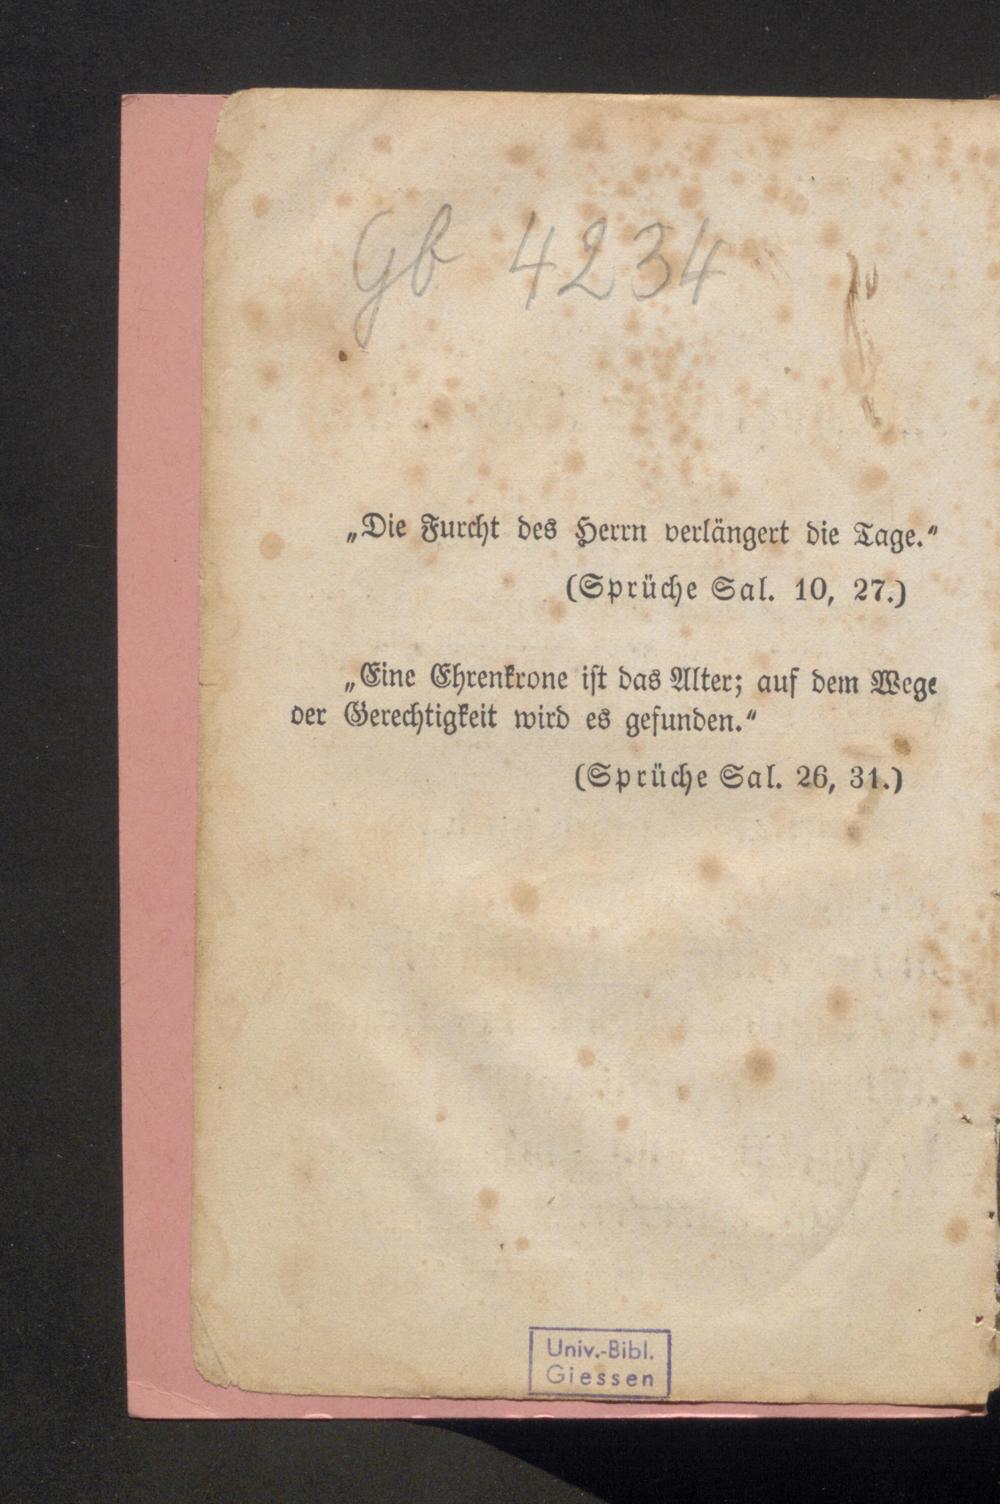 Gb 4234
„Die Furcht des Herrn verlängert die Tage.“
(Sprüche Sal. 10, 27.)
„Eine Ehrenkrone ist das Alter; auf dem Wege
der Gerechtigkeit wird es gefunden.“
(Sprüche Sal. 26, 31.)
Univ.-Bibl.
Giessen